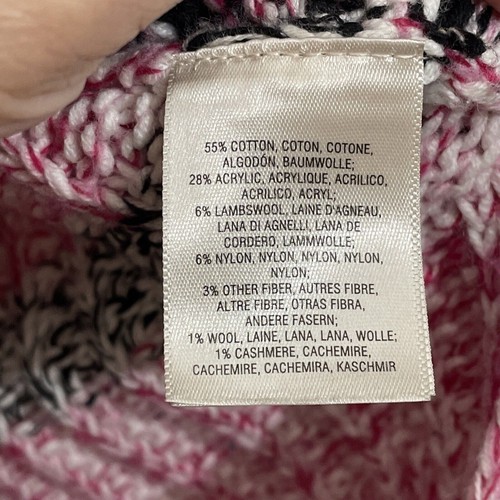 55% COTTON, COTON, COTONE,
ALGODÓN, BAUMWOLLE;
28% ACRYLIC, ACRYLIQUE, ACRILICO,
ACRILICO, ACRYL;
6% LAMBSWOOL, LAINE D'AGNEAU,
LANA DI AGNELLI, LANA DE
CORDERO, LAMMWOLLE;
6% NYLON, NYLON, NYLON, NYLON,
NYLON;
3% OTHER FIBER, AUTRES FIBRE,
ALTRE FIBRE, OTRAS FIBRA,
ANDERE FASERN;
1% WOOL, LAINE, LANA, LANA, WOLLE;
1% CASHMERE, CACHEMIRE,
CACHEMIRE, CACHEMIRA, KASCHMIR